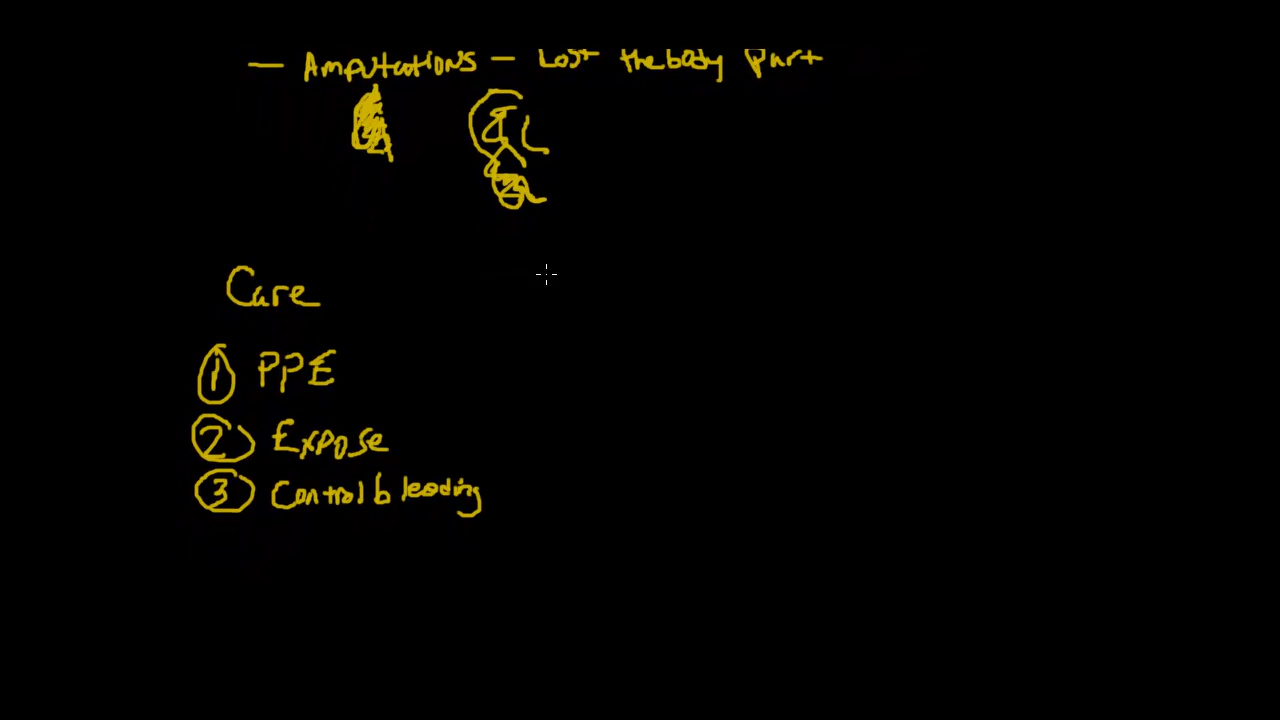 — Amputations — Lost the body part
Care
1 PPE
2 Expose
3 Control bleeding